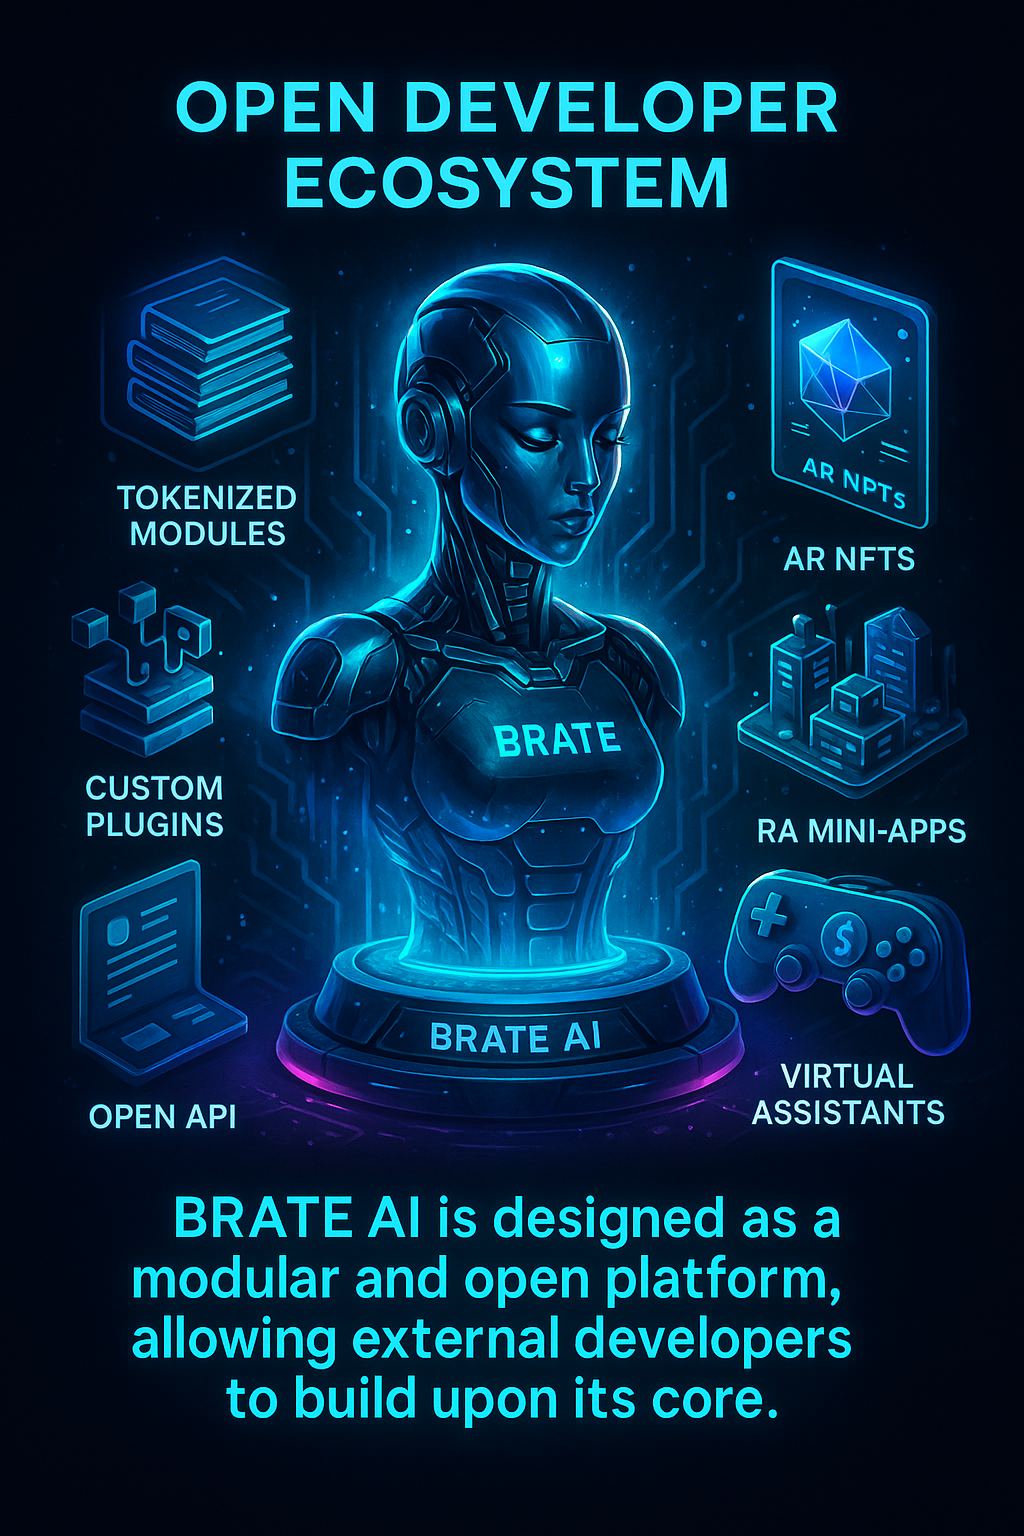 OPEN DEVELOPER
ECOSYSTEM
TOKENIZED
MODULES
AR NPTs
AR NFTS
CUSTOM
PLUGINS
BRATE
RA MINI-APPS
OPEN API
$
BRATE AI
VIRTUAL
ASSISTANTS
BRATE AI is designed as a
modular and open platform,
allowing external developers
to build upon its core.